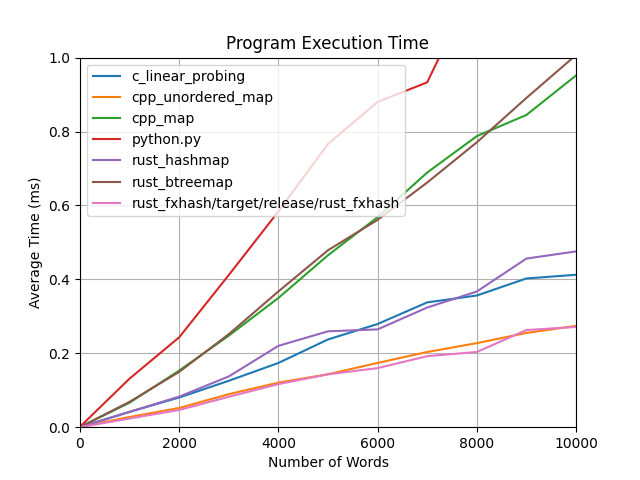 Program Execution Time
1.0
0.8
0.6
0.4
0.2
0.0
Average Time (ms)
c_linear_probing
cpp_unordered_map
cpp_map
python.py
rust_hashmap
rust_btreemap
rust_fxhash/target/release/rust_fxhash
0
2000
4000
6000
8000
10000
Number of Words